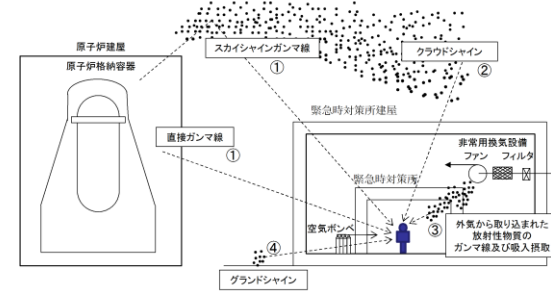 原子炉建屋
原子炉格納容器
スカイシャインガンマ線
①
クラウドシャイン
②
緊急時対策所建屋
直接ガンマ線
①
非常用換気設備
ファン フィルタ
緊急時対策所
空気ボンベ
③
外気から取り込まれた
放射性物質の
ガンマ線及び吸入摂取
④
グランドシャイン